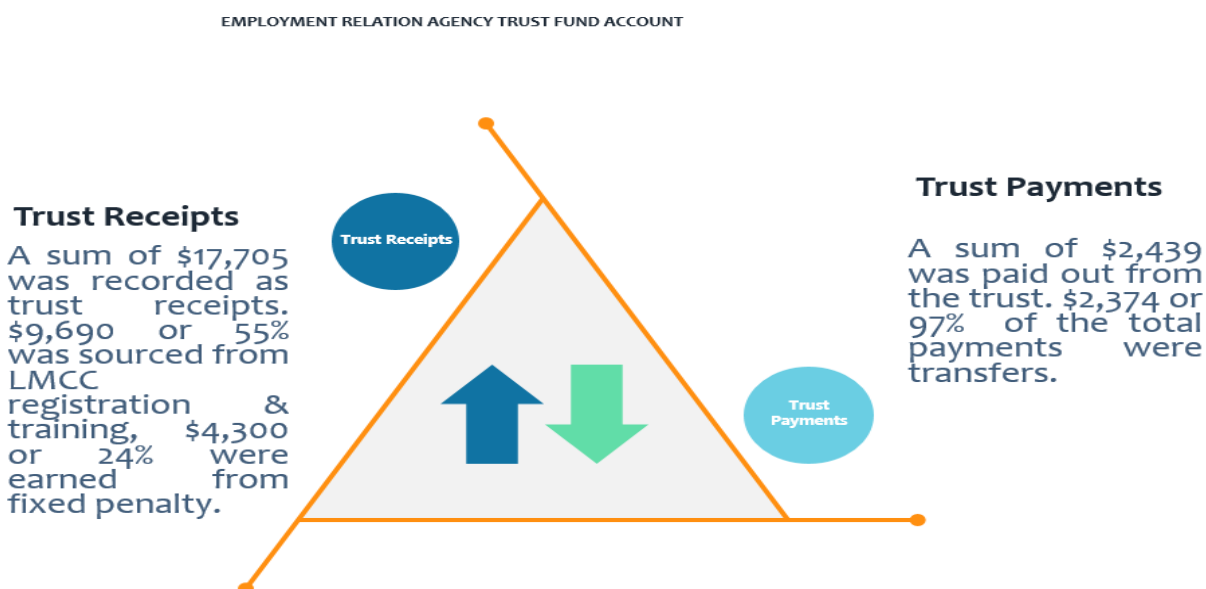 EMPLOYMENT RELATION AGENCY TRUST FUND ACCOUNT
Trust Receipts
A sum of $17,705
was recorded as
trust receipts.
$9,690 or 55%
was sourced from
LMCC
registration &
training, $4,300
or 24% were
earned from
fixed penalty.
Trust Receipts
Trust Payments
A sum of $2,439
was paid out from
the trust. $2,374 or
97% of the total
payments were
transfers.
Trust
Payments